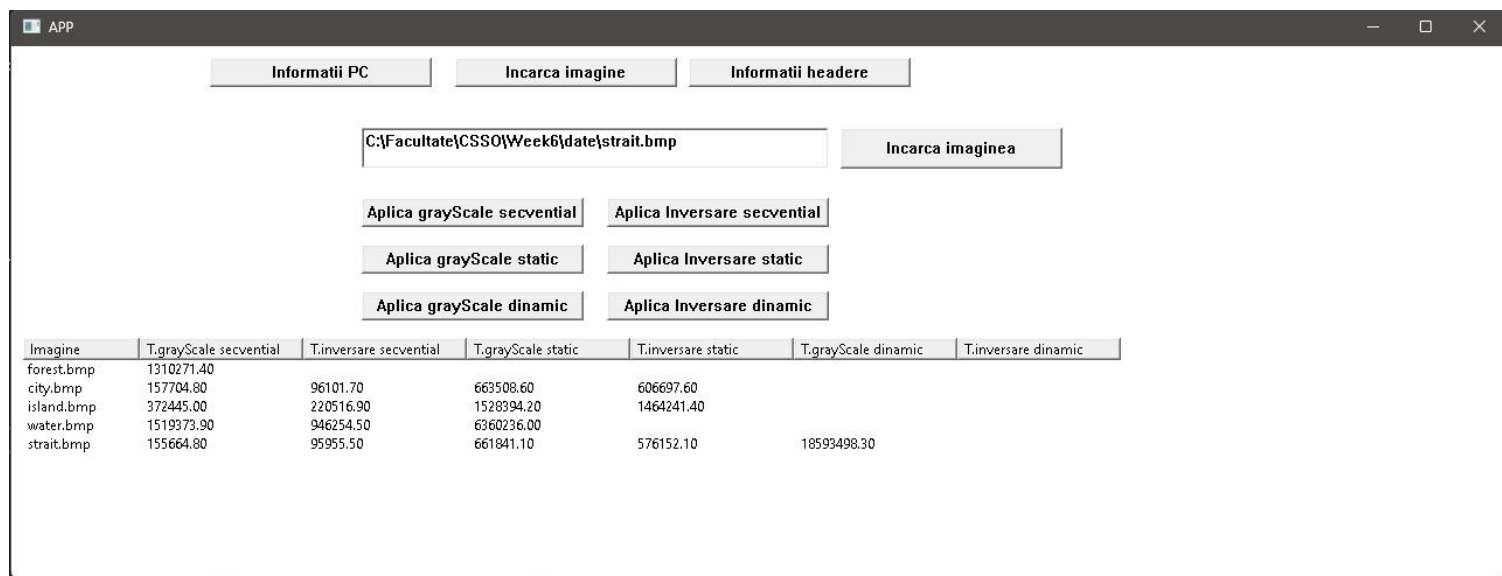 APP
Informatii PC Incarca imagine Informatii headere
C:\Facultate\CSSO\Week6\date\strait.bmp Incarca imaginea
Aplica grayScale secvential Aplica Inversare secvential
Aplica grayScale static Aplica Inversare static
Aplica grayScale dinamic Aplica Inversare dinamic
Imagine T.grayScale secvential T.inversare secvential T.grayScale static T.inversare static T.grayScale dinamic T.inversare dinamic
forest.bmp 1310271.40
city.bmp 157704.80 96101.70 663508.60 606697.60
island.bmp 372445.00 220516.90 1528394.20 1464241.40
water.bmp 1519373.90 946254.50 6360236.00
strait.bmp 155664.80 95955.50 661841.10 576152.10 18593498.30